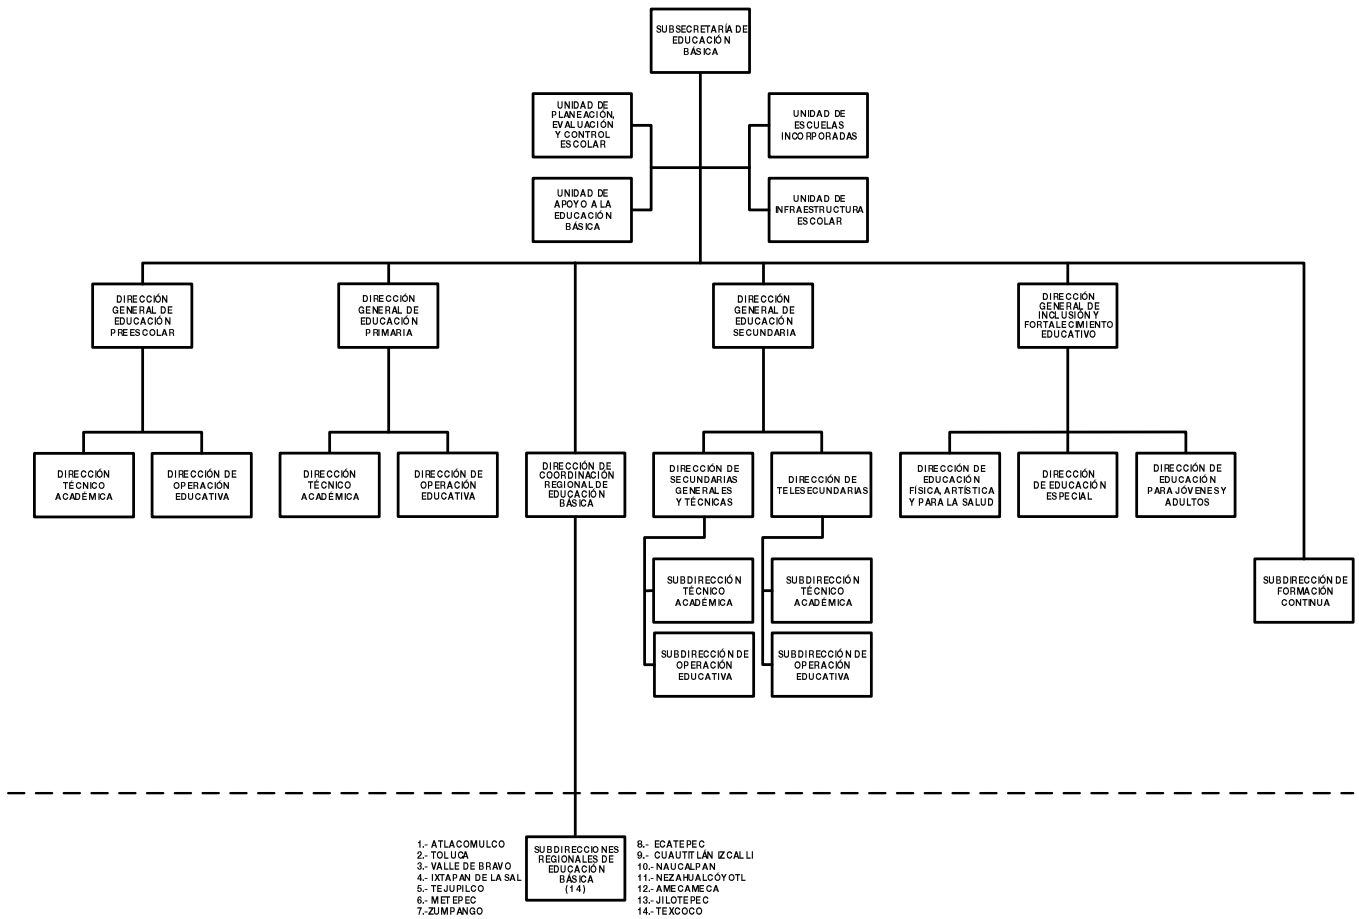 SUBSECRETARÍA DE
EDUCACIÓN
BÁSICA
UNIDAD DE
PLANEACIÓN,
EVALUACIÓN
Y CONTROL
ESCOLAR
UNIDAD DE
ESCUELAS
INCORPORADAS
UNIDAD DE
APOYO A LA
EDUCACIÓN
BÁSICA
UNIDAD DE
INFRAESTRUCTURA
ESCOLAR
DIRECCIÓN
GENERAL DE
EDUCACIÓN
PREESCOLAR
DIRECCIÓN
GENERAL DE
EDUCACIÓN
PRIMARIA
DIRECCIÓN
GENERAL DE
EDUCACIÓN
SECUNDARIA
DIRECCIÓN
GENERAL DE
INCLUSIÓN Y
FORTALECIMIENTO
EDUCATIVO
DIRECCIÓN
TÉCNICO
ACADÉMICA
DIRECCIÓN DE
OPERACIÓN
EDUCATIVA
DIRECCIÓN
TÉCNICO
ACADÉMICA
DIRECCIÓN DE
OPERACIÓN
EDUCATIVA
DIRECCIÓN DE
COORDINACIÓN
REGIONAL DE
EDUCACIÓN
BÁSICA
DIRECCIÓN DE
SECUNDARIAS
GENERALES
Y TÉCNICAS
DIRECCIÓN DE
TELESECUNDARIAS
DIRECCIÓN DE
EDUCACIÓN
FÍSICA, ARTÍSTICA
Y PARA LA SALUD
DIRECCIÓN
DE EDUCACIÓN
ESPECIAL
DIRECCIÓN DE
EDUCACIÓN
PARA JÓVENES Y
ADULTOS
SUBDIRECCIÓN
TÉCNICO
ACADÉMICA
SUBDIRECCIÓN
TÉCNICO
ACADÉMICA
SUBDIRECCIÓN DE
FORMACIÓN
CONTINUA
SUBDIRECCIÓN DE
OPERACIÓN
EDUCATIVA
SUBDIRECCIÓN DE
OPERACIÓN
EDUCATIVA
1.- ATLACOMULCO
2.- TOLUCA
3.- VALLE DE BRAVO
4.- IXTAPAN DE LA SAL
5.- TEJUPILCO
6.- METEPEC
7.-ZUMPANGO
SUBDIRECCIONES
REGIONALES DE
EDUCACIÓN
BÁSICA
(14)
8.- ECATEPEC
9.- CUAUTITLÁN IZCALLI
10.- NAUCALPAN
11.- NEZAHUALCÓYOTL
12.- AMECAMECA
13.- JILOTEPEC
14.- TEXCOCO